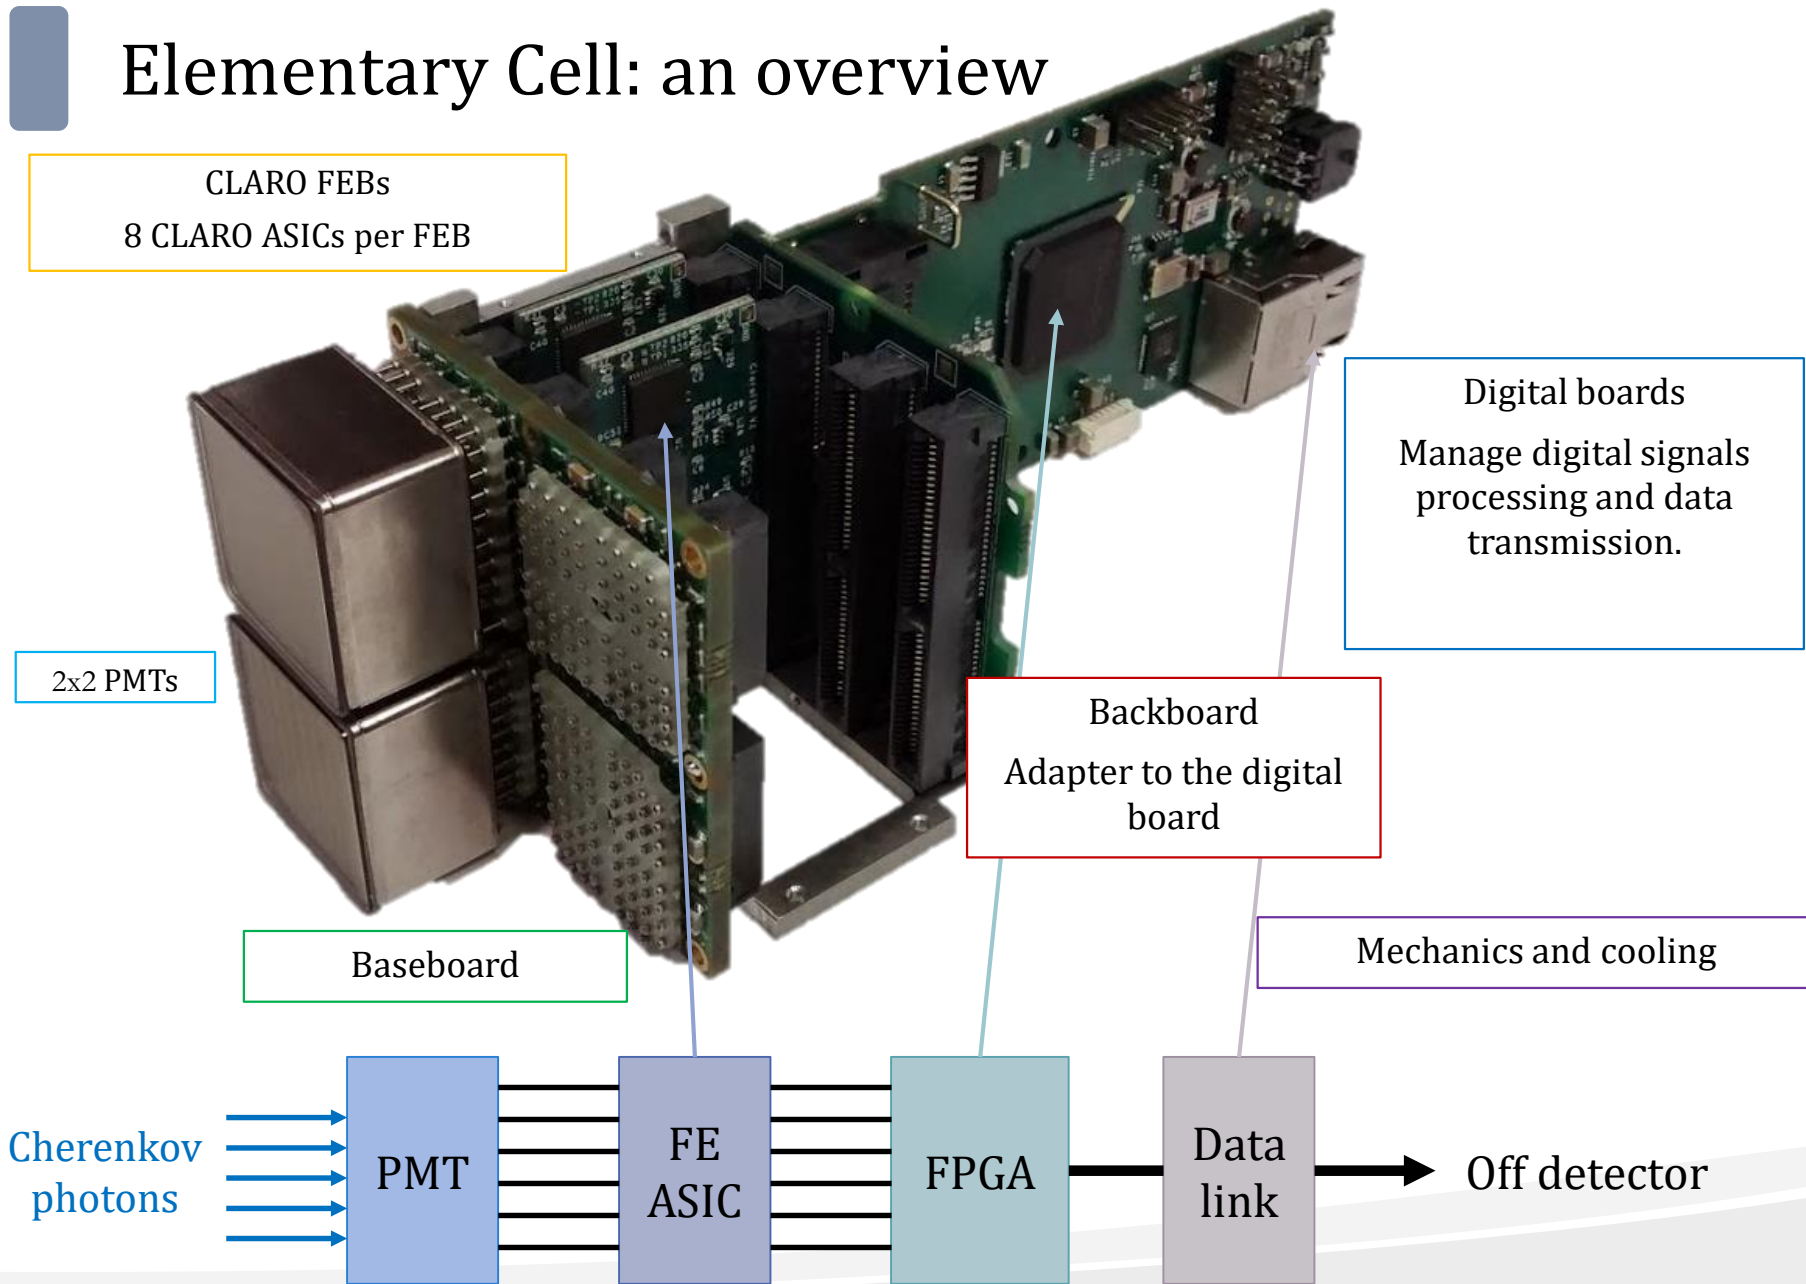 Elementary Cell: an overview
CLARO FEBs
8 CLARO ASICs per FEB
Digital boards
Manage digital signals
processing and data
transmission.
2x2 PMTs
Backboard
Adapter to the digital
board
Baseboard
Mechanics and cooling
Cherenkov
photons
PMT
FE
ASIC
FPGA
Data
link
Off detector